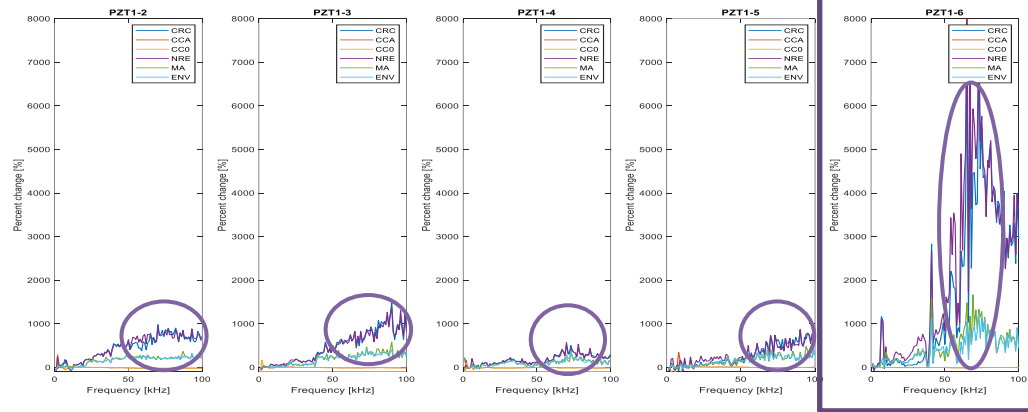 PZT1-2
8000
7000
6000
5000
4000
3000
2000
1000
0
Percent change [%]
0
50
100
Frequency [kHz]
CRC
CCA
CC0
NRE
MA
ENV
PZT1-3
8000
7000
6000
5000
4000
3000
2000
1000
0
Percent change [%]
0
50
100
Frequency [kHz]
CRC
CCA
CC0
NRE
MA
ENV
PZT1-4
8000
7000
6000
5000
4000
3000
2000
1000
0
Percent change [%]
0
50
100
Frequency [kHz]
CRC
CCA
CC0
NRE
MA
ENV
PZT1-5
8000
7000
6000
5000
4000
3000
2000
1000
0
Percent change [%]
0
50
100
Frequency [kHz]
CRC
CCA
CC0
NRE
MA
ENV
PZT1-6
8000
7000
6000
5000
4000
3000
2000
1000
0
Percent change [%]
0
50
100
Frequency [kHz]
CRC
CCA
CC0
NRE
MA
ENV